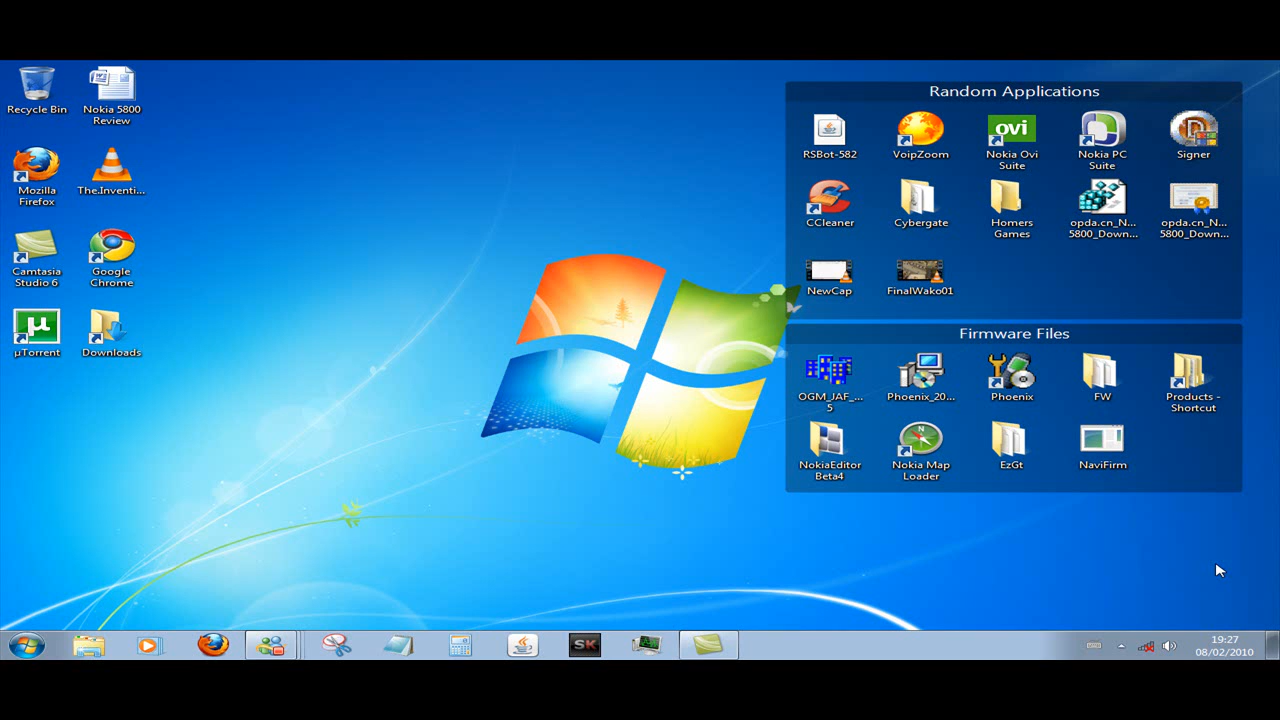 Recycle Bin
Nokia 5800
Review
Mozilla
Firefox
The.Inventi...
Camtasia
Studio 6
Google
Chrome
µTorrent
Downloads
Random Applications
RSBot-582
VoipZoom
ovi
Nokia Ovi
Suite
Nokia PC
Suite
Signer
CCleaner
Cybergate
Homers
Games
opda.cn_N...
5800_Down...
opda.cn_N...
5800_Down...
NewCap
FinalWako01
Firmware Files
OGM_JAF_...
5
Phoenix_20...
Phoenix
FW
Products -
Shortcut
NokiaEditor
Beta4
N
Nokia Map
Loader
EzGt
NaviFirm
SK
19:27
08/02/2010